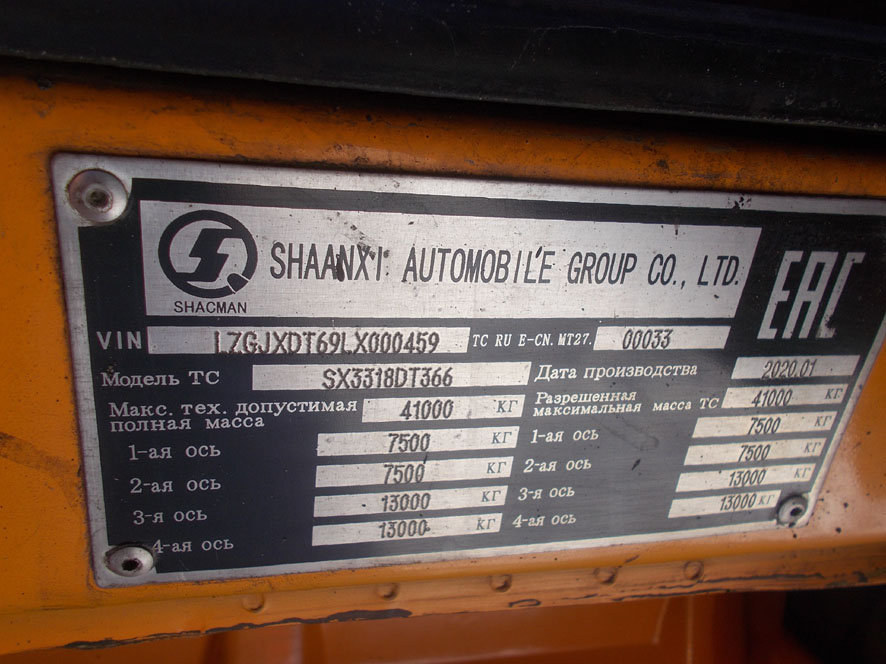 SHAANXI AUTOMOBILE GROUP CO., LTD.
SHACMAN
EAC
VIN LZGJXDT69LX000459 TC RU E-CN. MT27. 00033
Модель ТС SX3318DT366 Дата производства 2020.01
Макс. тех. допустимая полная масса 41000 КГ Разрешенная максимальная масса ТС 41000 КГ
1-ая ось 7500 КГ 1-ая ось 7500
2-ая ось 7500 КГ 2-ая ось 7500 КГ
3-я ось 13000 КГ 3-я ось 13000 КГ
4-ая ось 13000 КГ 4-ая ось 13000 КГ